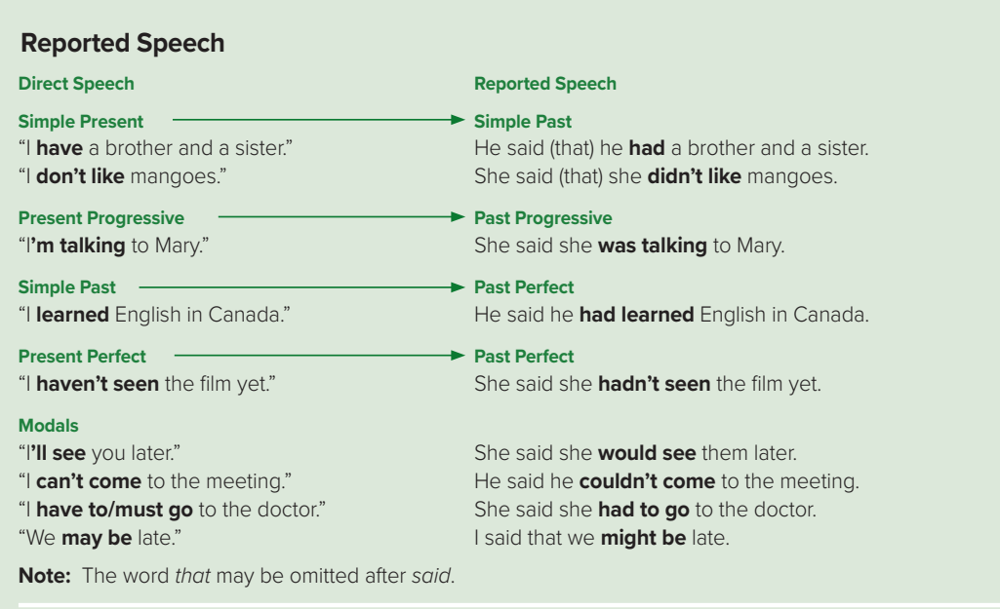 Reported Speech
Direct Speech Reported Speech
Simple Present Simple Past
“I have a brother and a sister.” He said (that) he had a brother and a sister.
“I don’t like mangoes.” She said (that) she didn’t like mangoes.
Present Progressive Past Progressive
“I’m talking to Mary.” She said she was talking to Mary.
Simple Past Past Perfect
“I learned English in Canada.” He said he had learned English in Canada.
Present Perfect Past Perfect
“I haven’t seen the film yet.” She said she hadn’t seen the film yet.
Modals
“I’ll see you later.” She said she would see them later.
“I can’t come to the meeting.” He said he couldn’t come to the meeting.
“I have to/must go to the doctor.” She said she had to go to the doctor.
“We may be late.” I said that we might be late.
Note: The word that may be omitted after said.